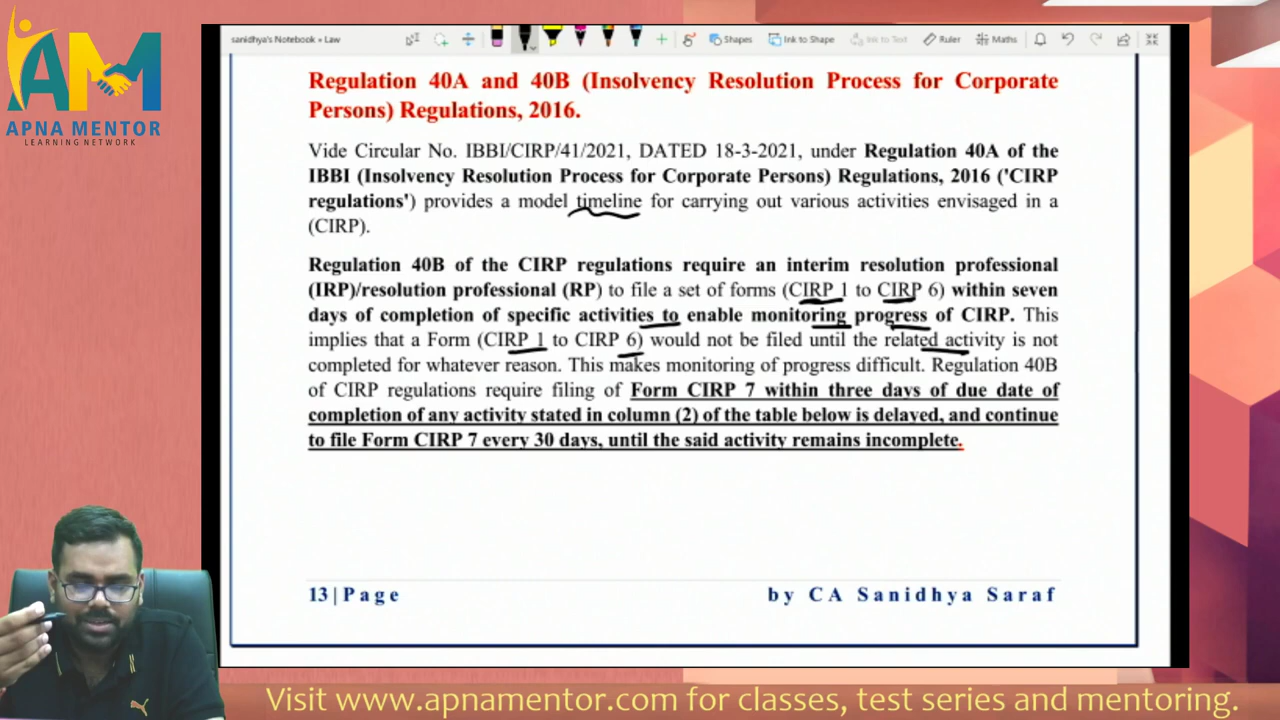 AM
APNA MENTOR
LEARNING NETWORK
sanidhya's Notebook » Law
Shapes
Ink to Shape
Ink to Text
Ruler
Maths
Regulation 40A and 40B (Insolvency Resolution Process for Corporate
Persons) Regulations, 2016.
Vide Circular No. IBBI/CIRP/41/2021, DATED 18-3-2021, under Regulation 40A of the
IBBI (Insolvency Resolution Process for Corporate Persons) Regulations, 2016 ('CIRP
regulations') provides a model timeline for carrying out various activities envisaged in a
(CIRP).
Regulation 40B of the CIRP regulations require an interim resolution professional
(IRP)/resolution professional (RP) to file a set of forms (CIRP 1 to CIRP 6) within seven
days of completion of specific activities to enable monitoring progress of CIRP. This
implies that a Form (CIRP 1 to CIRP 6) would not be filed until the related activity is not
completed for whatever reason. This makes monitoring of progress difficult. Regulation 40B
of CIRP regulations require filing of Form CIRP 7 within three days of due date of
completion of any activity stated in column (2) of the table below is delayed, and continue
to file Form CIRP 7 every 30 days, until the said activity remains incomplete.
13|Page
by CA Sanidhya Saraf
Visit www.apnamentor.com for classes, test series and mentoring.